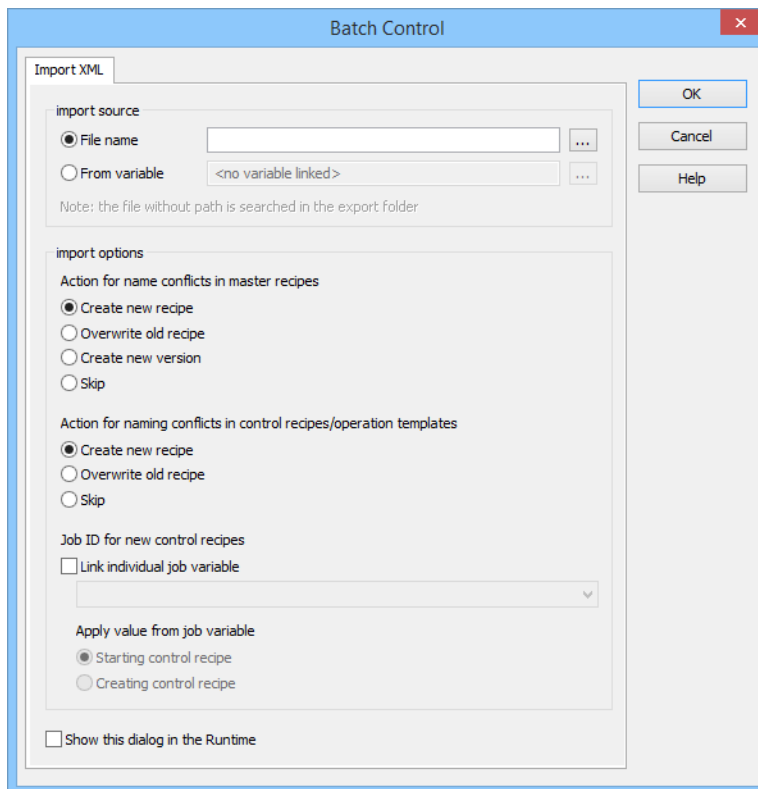 Batch Control
Import XML
import source
File name
...
From variable
<no variable linked>
...
Note: the file without path is searched in the export folder
import options
Action for name conflicts in master recipes
Create new recipe
Overwrite old recipe
Create new version
Skip
Action for naming conflicts in control recipes/operation templates
Create new recipe
Overwrite old recipe
Skip
Job ID for new control recipes
Link individual job variable
Apply value from job variable
Starting control recipe
Creating control recipe
Show this dialog in the Runtime
OK
Cancel
Help